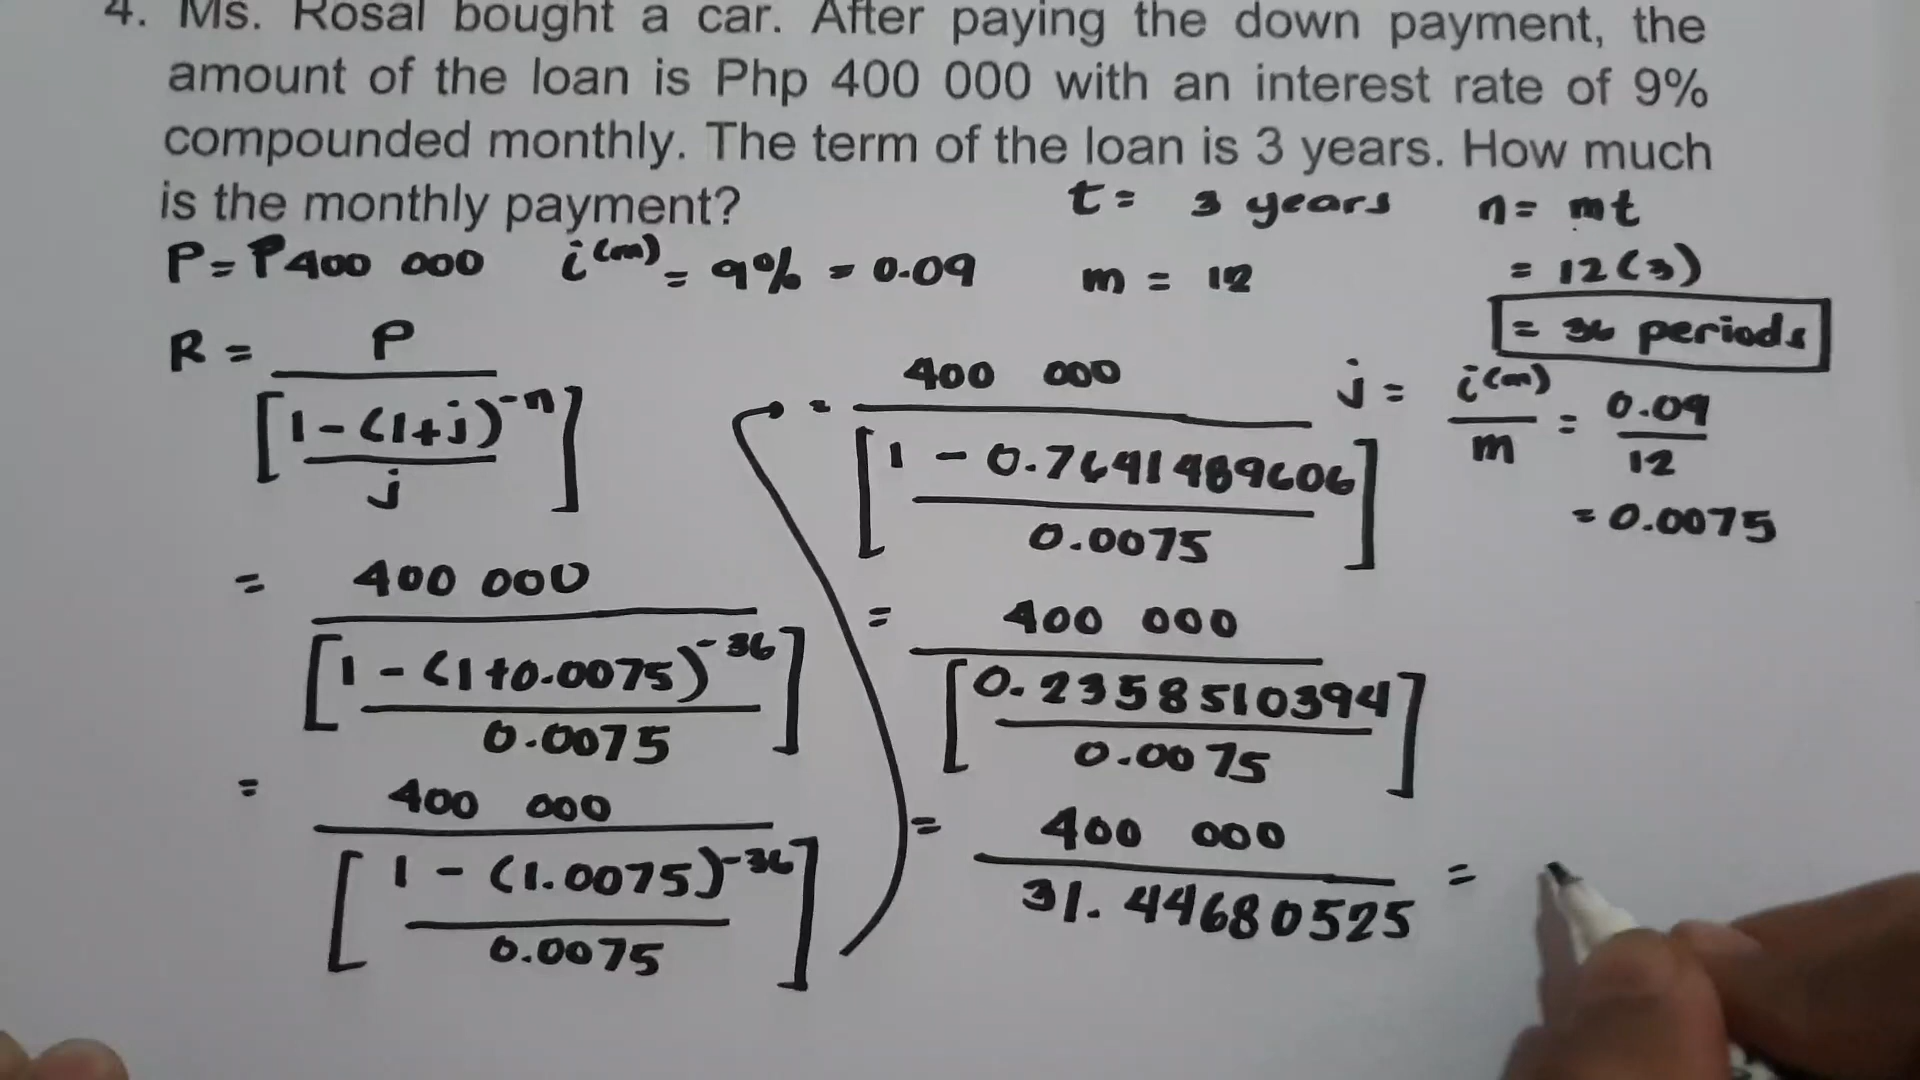 4. Ms. Rosal bought a car. After paying the down payment, the
amount of the loan is Php 400 000 with an interest rate of 9%
compounded monthly. The term of the loan is 3 years. How much
is the monthly payment?
t = 3 years
n = mt
P = ₱400 000
i^(m) = 9% = 0.09
m = 12
= 12(3)
= 36 periods
R = P
[1 - (1+j)^-n]
j
= 400 000
[1 - (1+0.0075)^-36]
0.0075
= 400 000
[1 - (1.0075)^-36]
0.0075
= 400 000
[1 - 0.7641489606]
0.0075
= 400 000
[0.2358510394]
0.0075
= 400 000 =
31.44680525
j = i^(m) = 0.09
m 12
= 0.0075